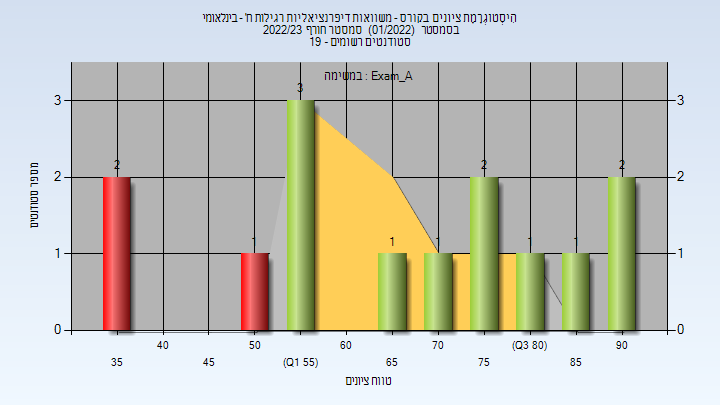 היסטוגרמת ציונים בקורס - משוואות דיפרנציאליות רגילות ח' - בינלאומי
בסמסטר (01/2022) סמסטר חורף 2022/23
סטודנטים רשומים - 19
במשימה : Exam_A
מספר סטודנטים
3 3
2 2
1 1
0 0
2 1 3 1 1 2 1 1 2
40 50 60 70 (Q3 80) 90
35 45 (Q1 55) 65 75 85
טווח ציונים